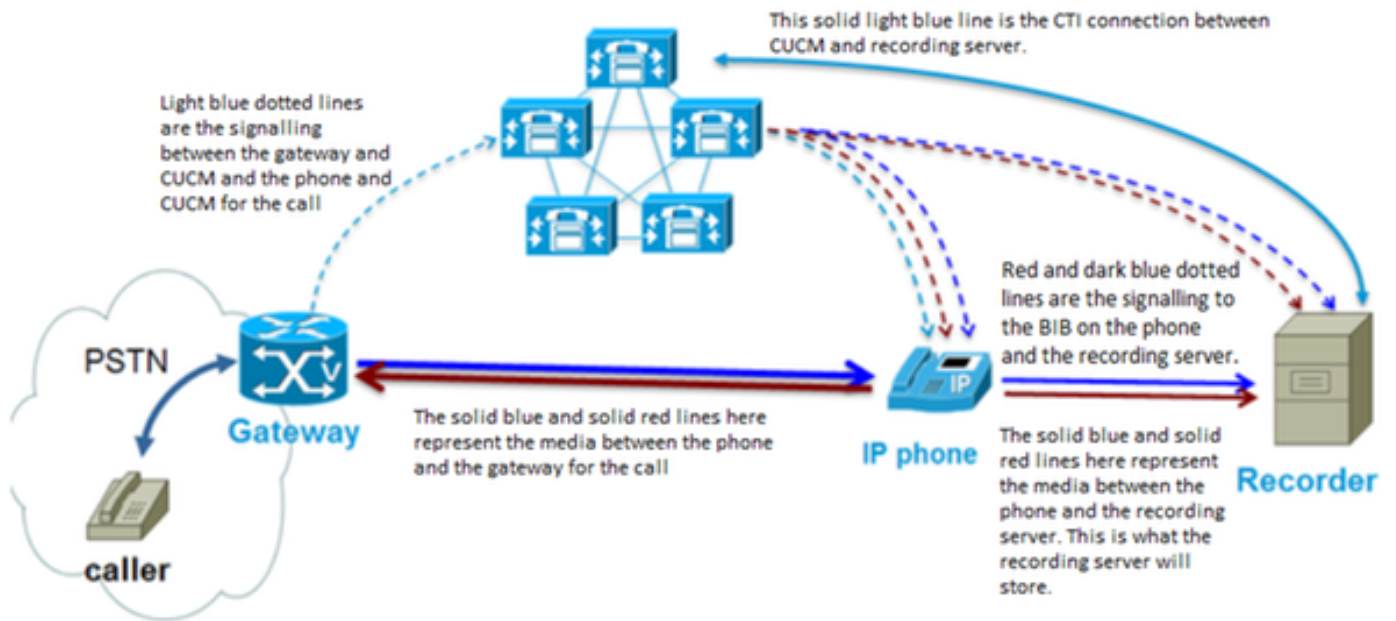 This solid light blue line is the CTI connection between
CUCM and recording server.
Light blue dotted lines
are the signalling
between the gateway and
CUCM and the phone and
CUCM for the call
Red and dark blue dotted
lines are the signalling to
the BIB on the phone
and the recording server.
PSTN
V
IP
Gateway
The solid blue and solid red lines here
represent the media between the phone
and the gateway for the call
IP phone
The solid blue and solid
red lines here represent
the media between the
phone and the recording
server. This is what the
recording server will
store.
Recorder
caller